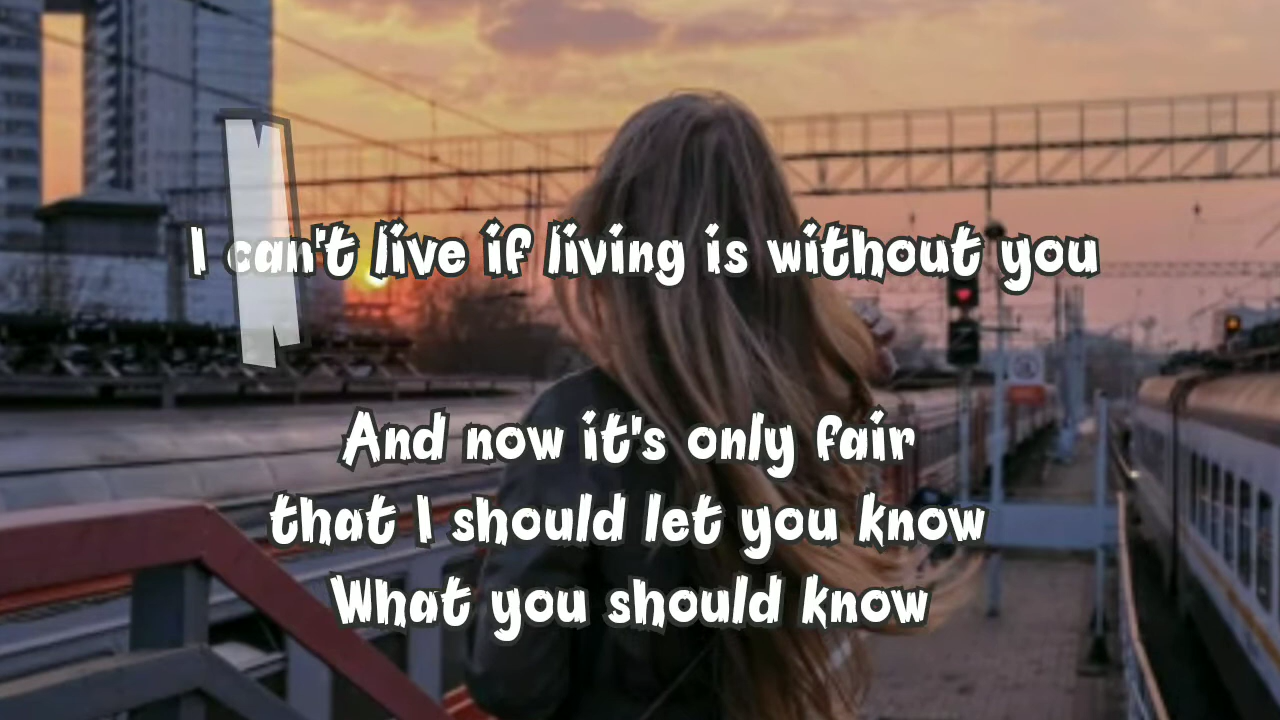 I can't live if living is without you
And now it's only fair
that I should let you know
What you should know